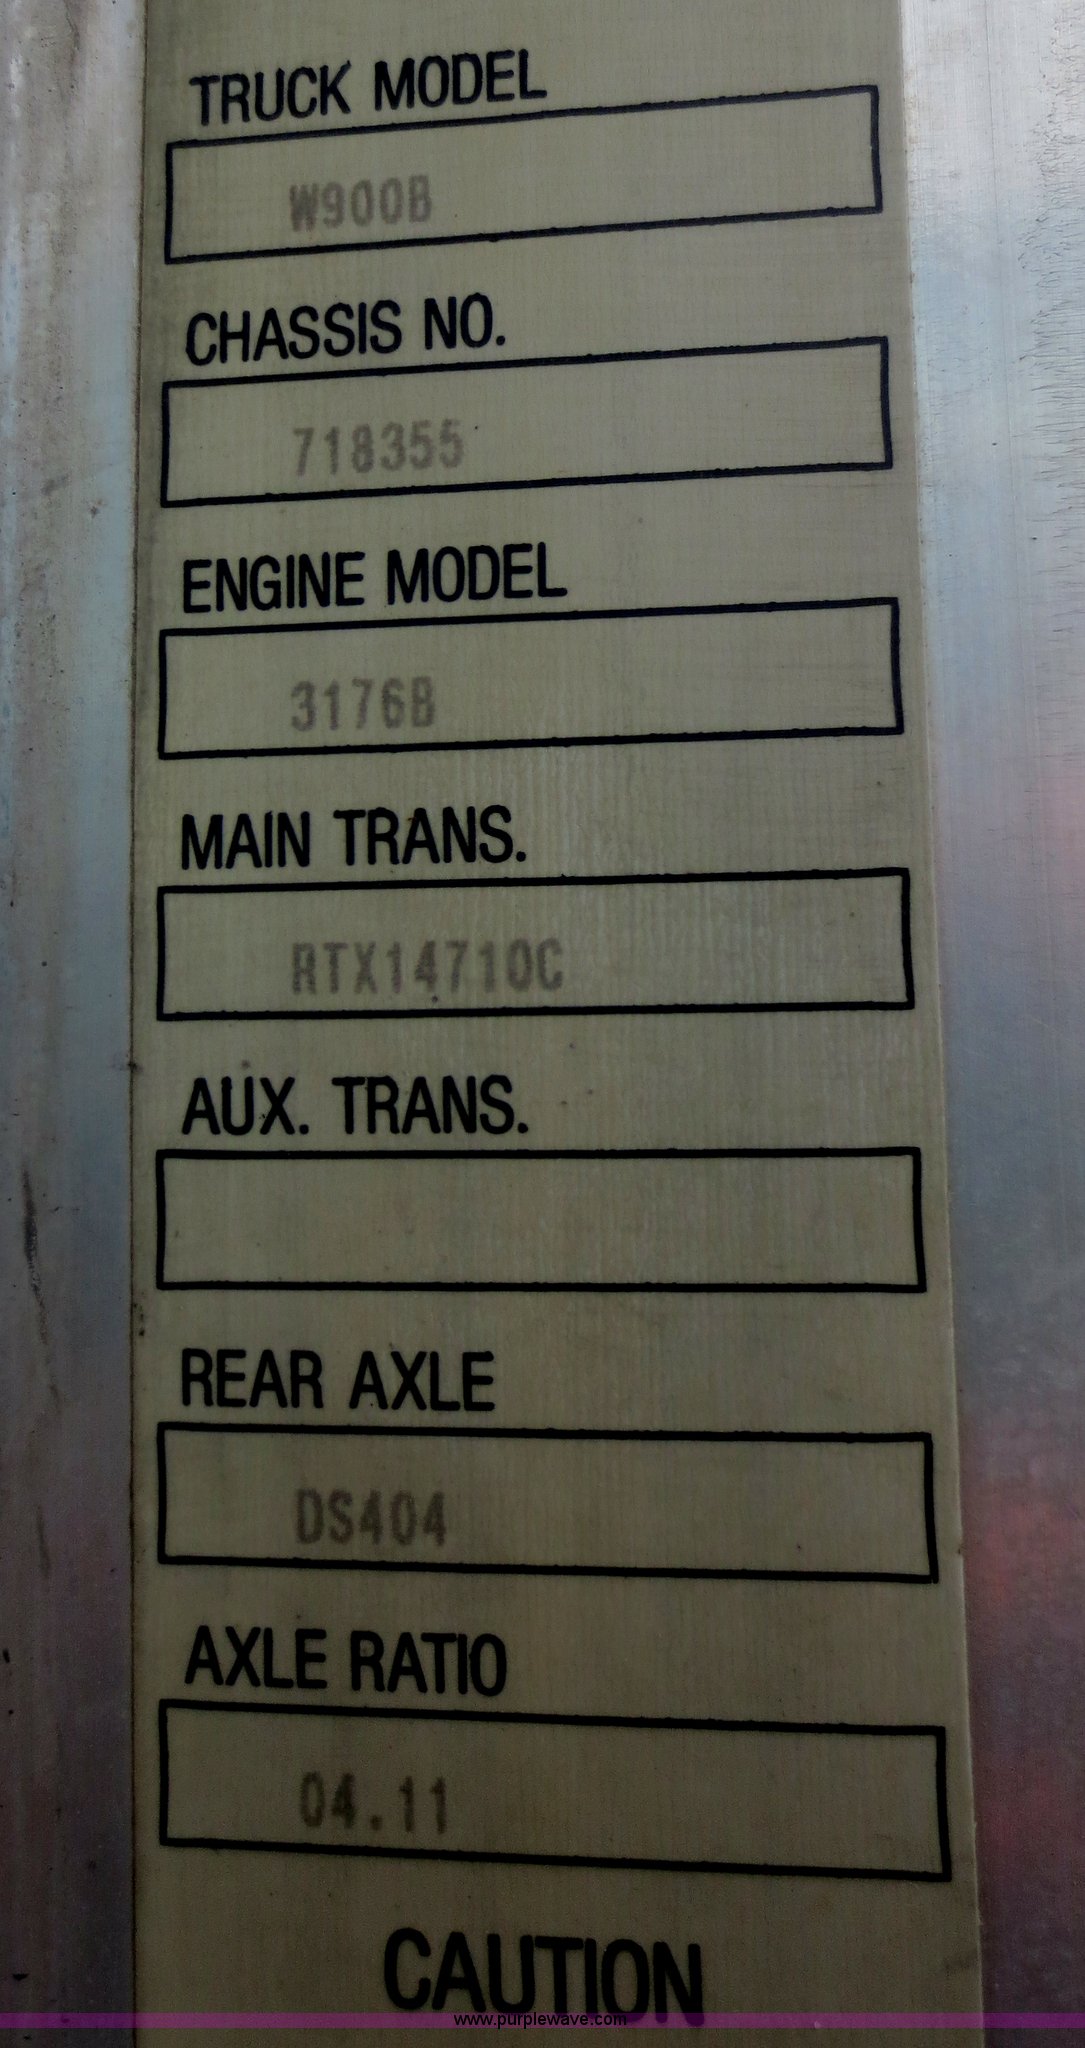 TRUCK MODEL
W900B
CHASSIS NO.
718355
ENGINE MODEL
3176B
MAIN TRANS.
RTX14710C
AUX. TRANS.
REAR AXLE
DS404
AXLE RATIO
04.11
CAUTION
www.purplewave.com